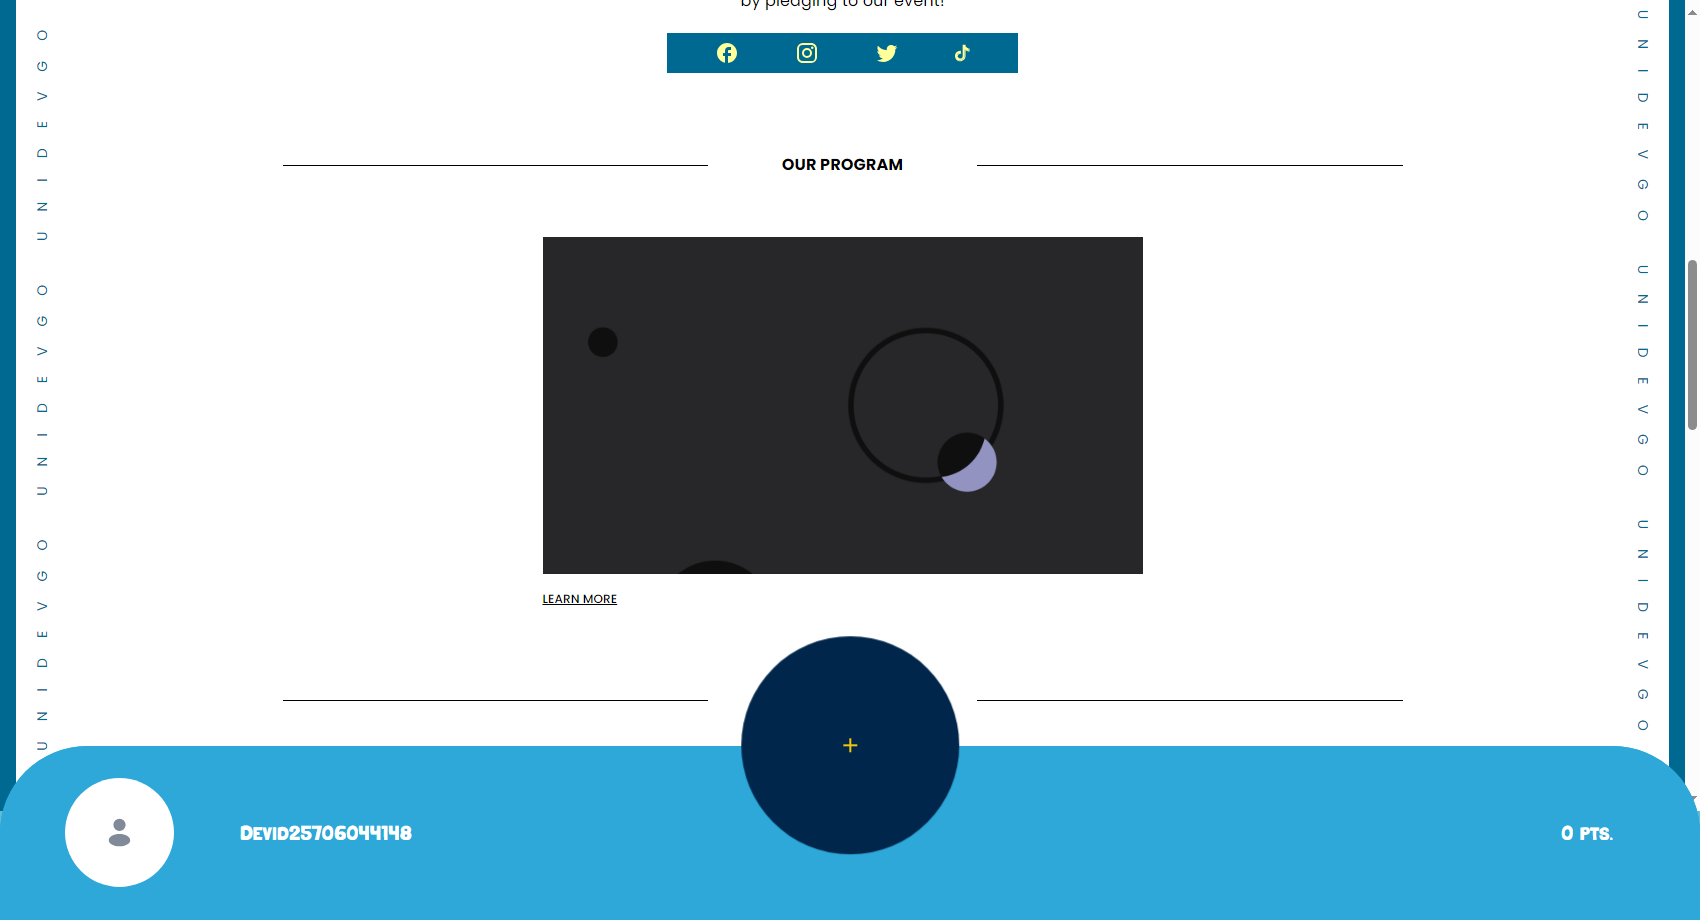 by pledging to our event!
OUR PROGRAM
LEARN MORE
UNIDEVGO UNIDEVGO UNIDEVGO
UNIDEVGO UNIDEVGO UNIDEVGO
+
Devid25706044148
0 pts.